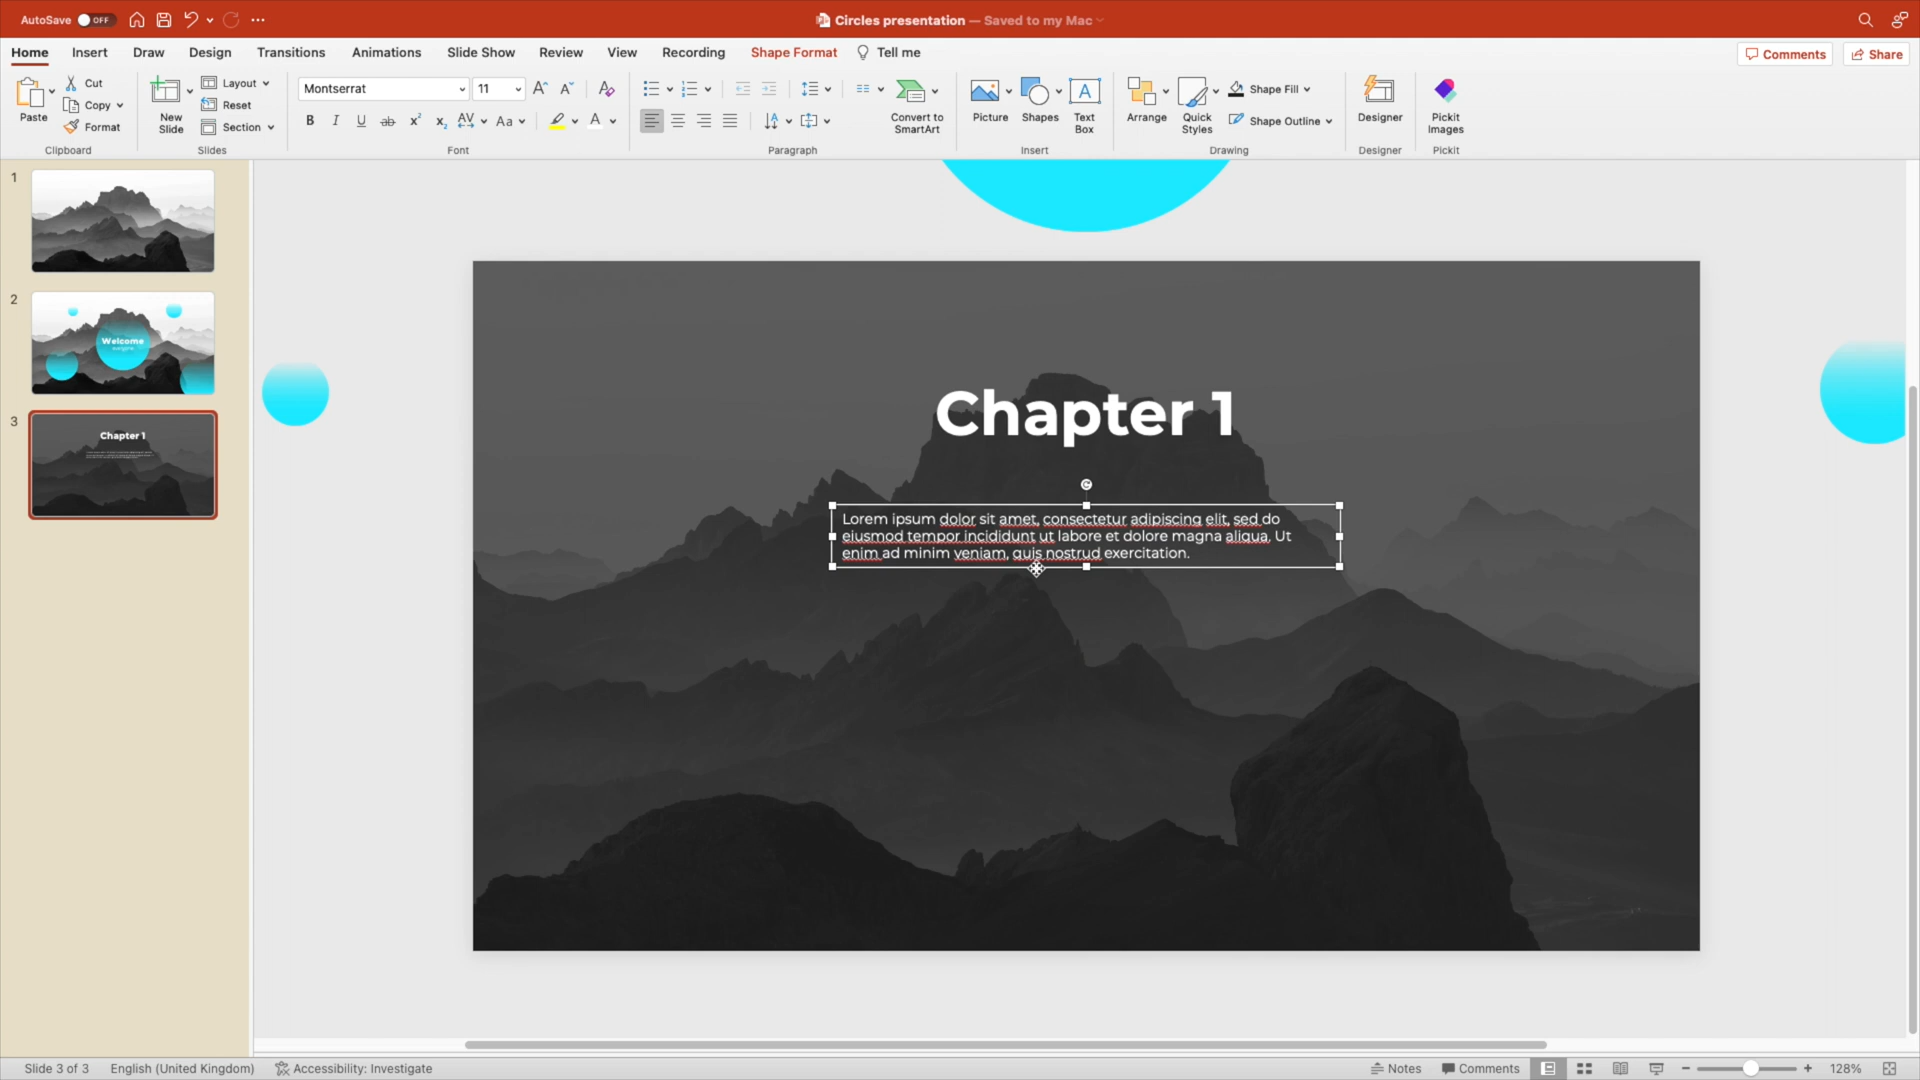 AutoSave OFF
Circles presentation — Saved to my Mac
Home Insert Draw Design Transitions Animations Slide Show Review View Recording Shape Format Tell me
Comments Share
Paste
Cut
Copy
Format
Clipboard
New Slide
Layout
Reset
Section
Slides
Montserrat 11
Font
Paragraph
Convert to SmartArt
Picture
Shapes
Text Box
Insert
Arrange
Quick Styles
Shape Fill
Shape Outline
Drawing
Designer
Designer
Pickit Images
Pickit
1
2
Welcome
3
Chapter 1
Chapter 1
Lorem ipsum dolor sit amet, consectetur adipiscing elit, sed do
eiusmod tempor incididunt ut labore et dolore magna aliqua. Ut
enim ad minim veniam, quis nostrud exercitation.
Slide 3 of 3 English (United Kingdom) Accessibility: Investigate
Notes Comments 128%